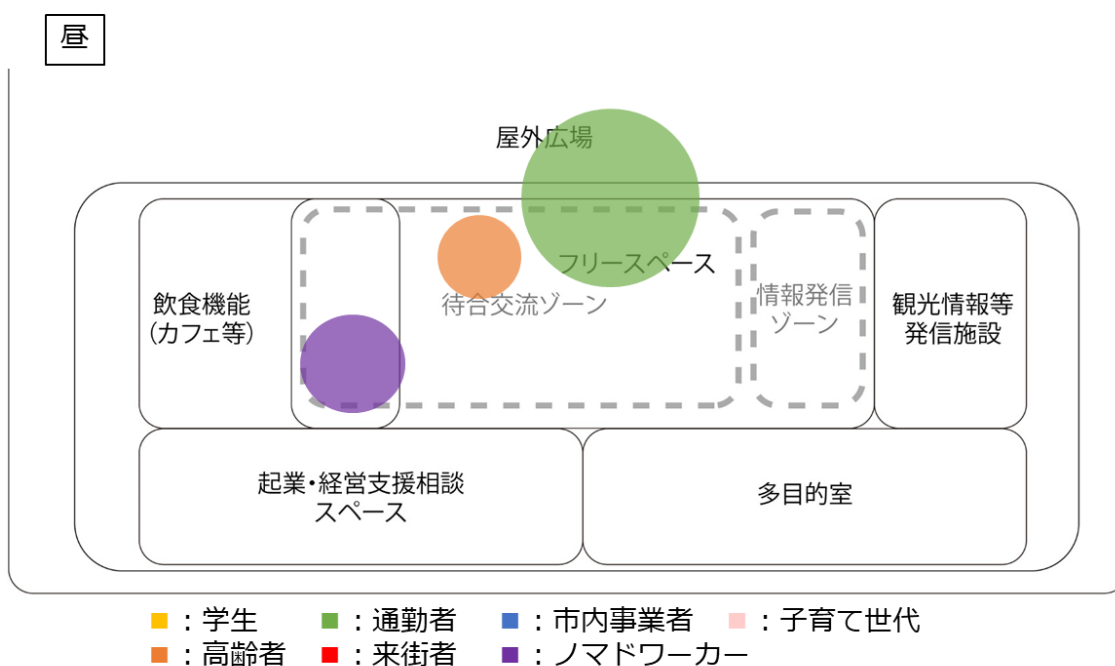 昼
屋外広場
フリースペース
待合交流ゾーン
飲食機能
(カフェ等)
情報発信
ゾーン
観光情報等
発信施設
起業・経営支援相談
スペース
多目的室
■：学生 ■：通勤者 ■：市内事業者 ■：子育て世代
■：高齢者 ■：来街者 ■：ノマドワーカー